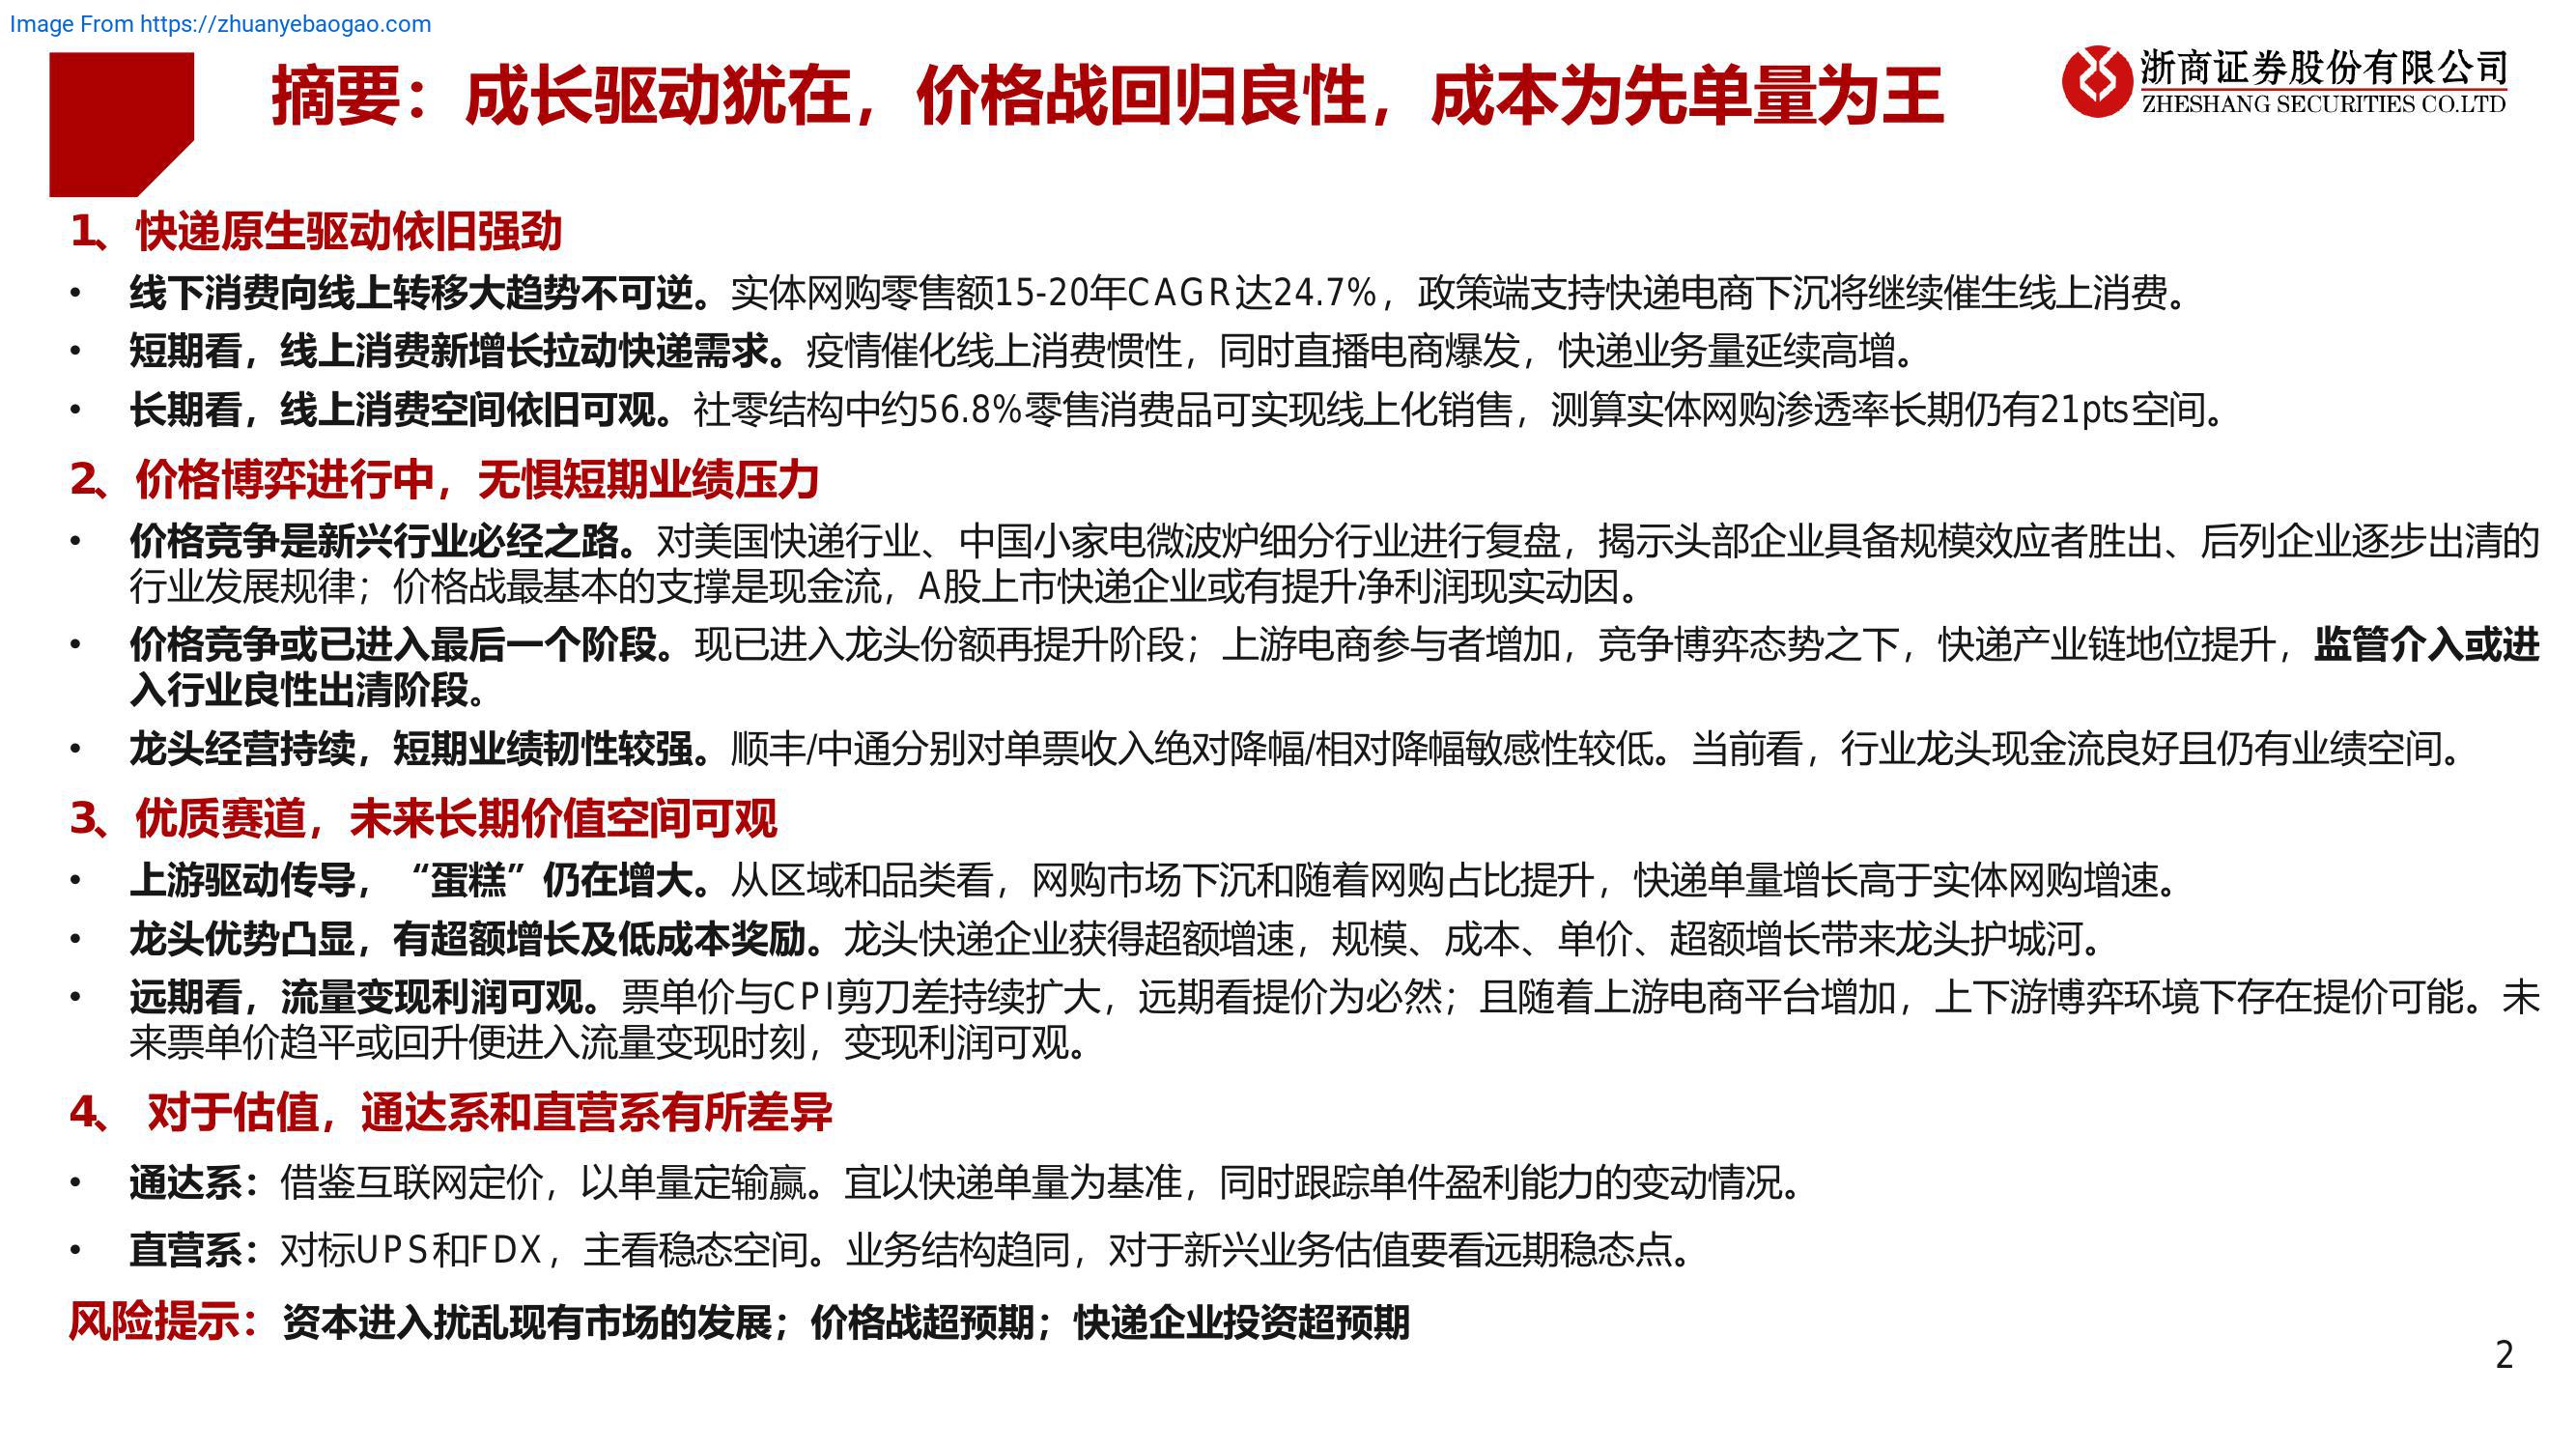 Image From https://zhuanyebaogao.com
摘要：成长驱动犹在，价格战回归良性，成本为先单量为王
浙商证券股份有限公司
ZHESHANG SECURITIES CO.LTD
1、快递原生驱动依旧强劲
• 线下消费向线上转移大趋势不可逆。实体网购零售额15-20年CAGR达24.7%，政策端支持快递电商下沉将继续催生线上消费。
• 短期看，线上消费新增长拉动快递需求。疫情催化线上消费惯性，同时直播电商爆发，快递业务量延续高增。
• 长期看，线上消费空间依旧可观。社零结构中约56.8%零售消费品可实现线上化销售，测算实体网购渗透率长期仍有21pts空间。
2、价格博弈进行中，无惧短期业绩压力
• 价格竞争是新兴行业必经之路。对美国快递行业、中国小家电微波炉细分行业进行复盘，揭示头部企业具备规模效应者胜出、后列企业逐步出清的
行业发展规律；价格战最基本的支撑是现金流，A股上市快递企业或有提升净利润现实动因。
• 价格竞争或已进入最后一个阶段。现已进入龙头份额再提升阶段；上游电商参与者增加，竞争博弈态势之下，快递产业链地位提升，监管介入或进
入行业良性出清阶段。
• 龙头经营持续，短期业绩韧性较强。顺丰/中通分别对单票收入绝对降幅/相对降幅敏感性较低。当前看，行业龙头现金流良好且仍有业绩空间。
3、优质赛道，未来长期价值空间可观
• 上游驱动传导，“蛋糕”仍在增大。从区域和品类看，网购市场下沉和随着网购占比提升，快递单量增长高于实体网购增速。
• 龙头优势凸显，有超额增长及低成本奖励。龙头快递企业获得超额增速，规模、成本、单价、超额增长带来龙头护城河。
• 远期看，流量变现利润可观。票单价与CPI剪刀差持续扩大，远期看提价为必然；且随着上游电商平台增加，上下游博弈环境下存在提价可能。未
来票单价趋平或回升便进入流量变现时刻，变现利润可观。
4、 对于估值，通达系和直营系有所差异
• 通达系：借鉴互联网定价，以单量定输赢。宜以快递单量为基准，同时跟踪单件盈利能力的变动情况。
• 直营系：对标UPS和FDX，主看稳态空间。业务结构趋同，对于新兴业务估值要看远期稳态点。
风险提示：资本进入扰乱现有市场的发展；价格战超预期；快递企业投资超预期
2